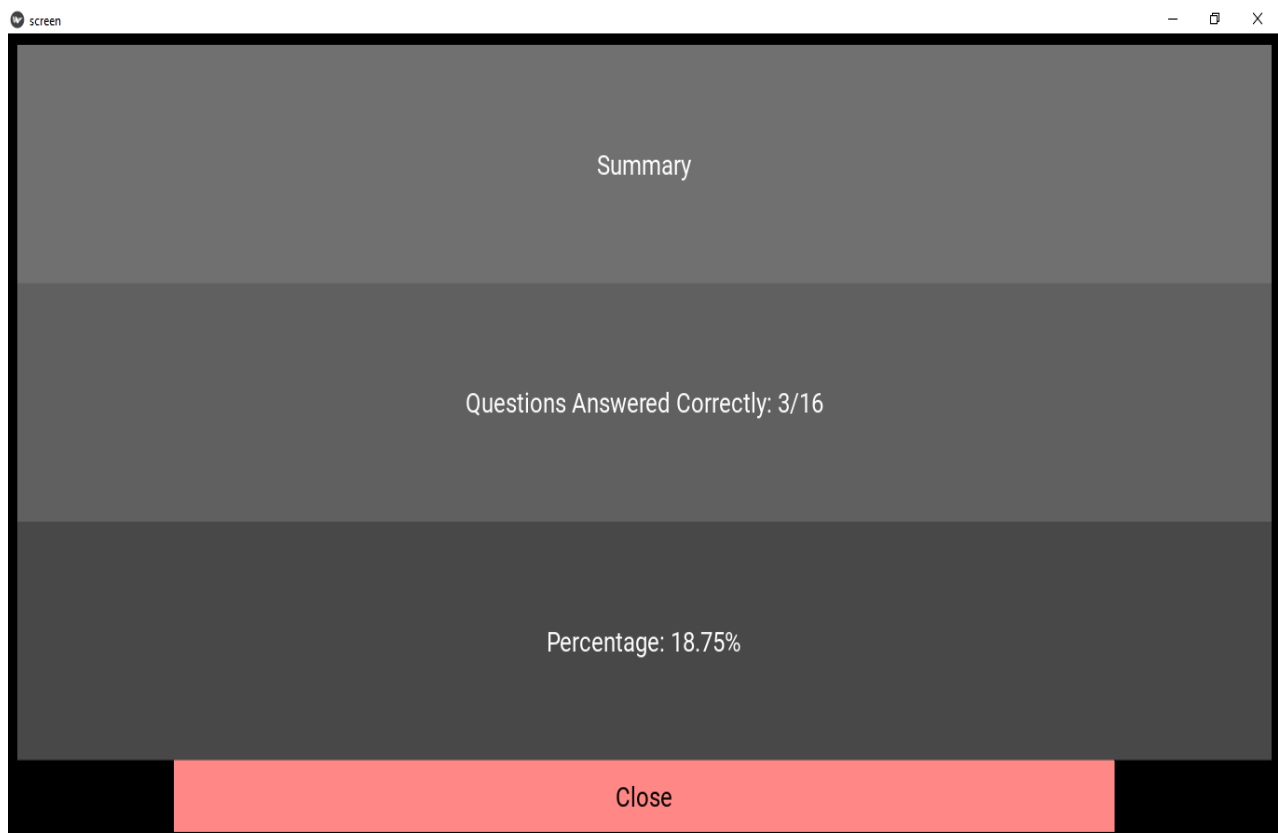 screen
Summary
Questions Answered Correctly: 3/16
Percentage: 18.75%
Close